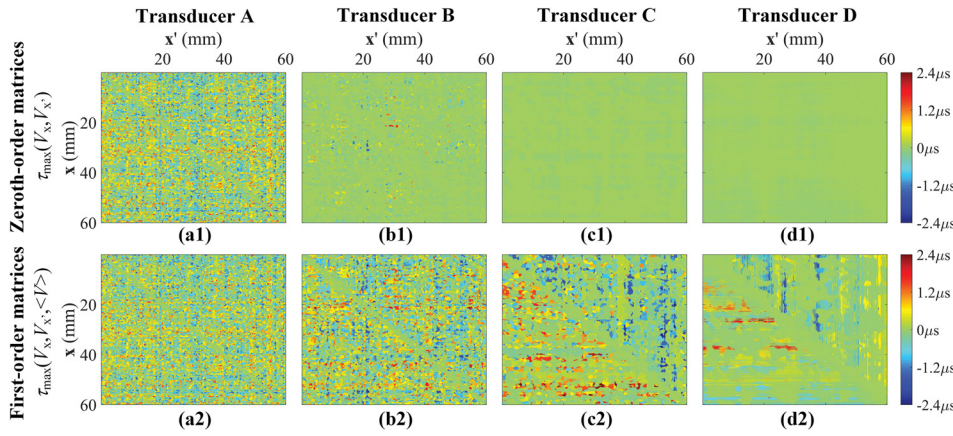 Transducer A Transducer B Transducer C Transducer D
x' (mm) x' (mm) x' (mm) x' (mm)
20 40 60 20 40 60 20 40 60 20 40 60
Zeroth-order matrices
τmax(Vx,Vx')
x (mm)
20
40
60
2.4μs
1.2μs
0μs
-1.2μs
-2.4μs
(a1) (b1) (c1) (d1)
First-order matrices
τmax(Vx,Vx',<V>)
x (mm)
20
40
60
2.4μs
1.2μs
0μs
-1.2μs
-2.4μs
(a2) (b2) (c2) (d2)